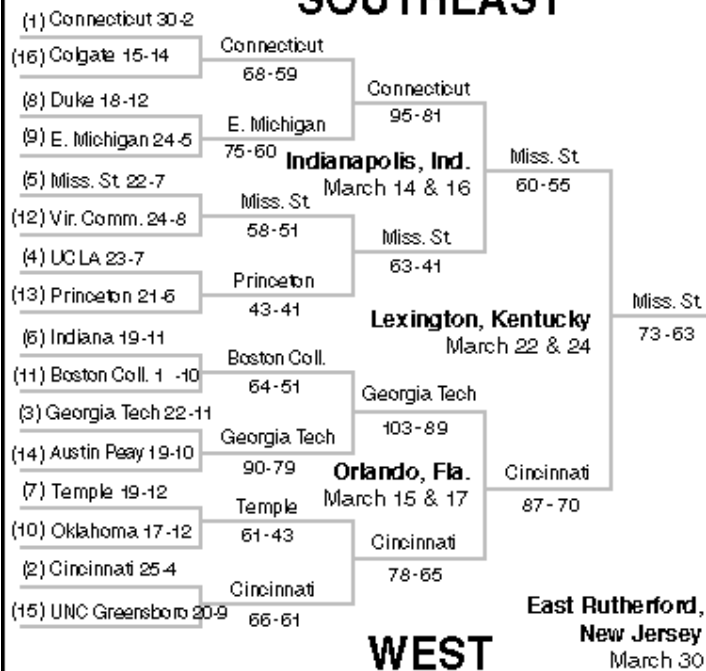 SOUTHEAST
(1) Connecticut 30-2
(16) Colgate 15-14
(8) Duke 18-12
(9) E. Michigan 24-5
(5) Miss. St. 22-7
(12) Vir. Comm. 24-8
(4) UCLA 23-7
(13) Princeton 21-6
(6) Indiana 19-11
(11) Boston Coll. 1 -10
(3) Georgia Tech 22-11
(14) Austin Peay 19-10
(7) Temple 19-12
(10) Oklahoma 17-12
(2) Cincinnati 25-4
(15) UNC Greensboro 20-9
Connecticut
68-59
E. Michigan
75-60
Miss. St
58-51
Princeton
43-41
Boston Coll.
64-51
Georgia Tech
90-79
Temple
61-43
Cincinnati
66-61
Connecticut
95-81
Indianapolis, Ind.
March 14 & 16
Miss. St
63-41
Georgia Tech
103-89
Orlando, Fla.
March 15 & 17
Cincinnati
78-65
Miss. St
60-55
Lexington, Kentucky
March 22 & 24
Cincinnati
87-70
Miss. St
73-63
East Rutherford,
New Jersey
March 30
WEST